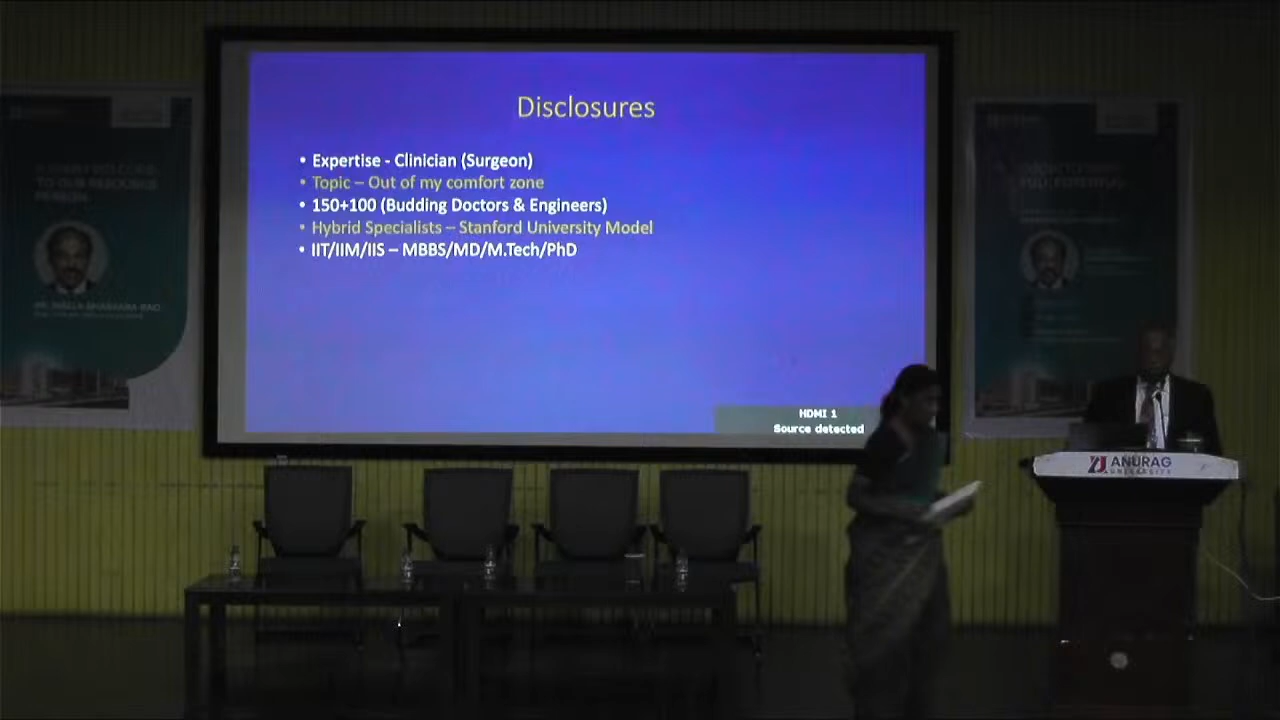 Disclosures
• Expertise - Clinician (Surgeon)
• Topic – Out of my comfort zone
• 150+100 (Budding Doctors & Engineers)
• Hybrid Specialists – Stanford University Model
• IIT/IIM/IIS – MBBS/MD/M.Tech/PhD
HDMI 1
Source detected
ANURAG
UNIVERSITY